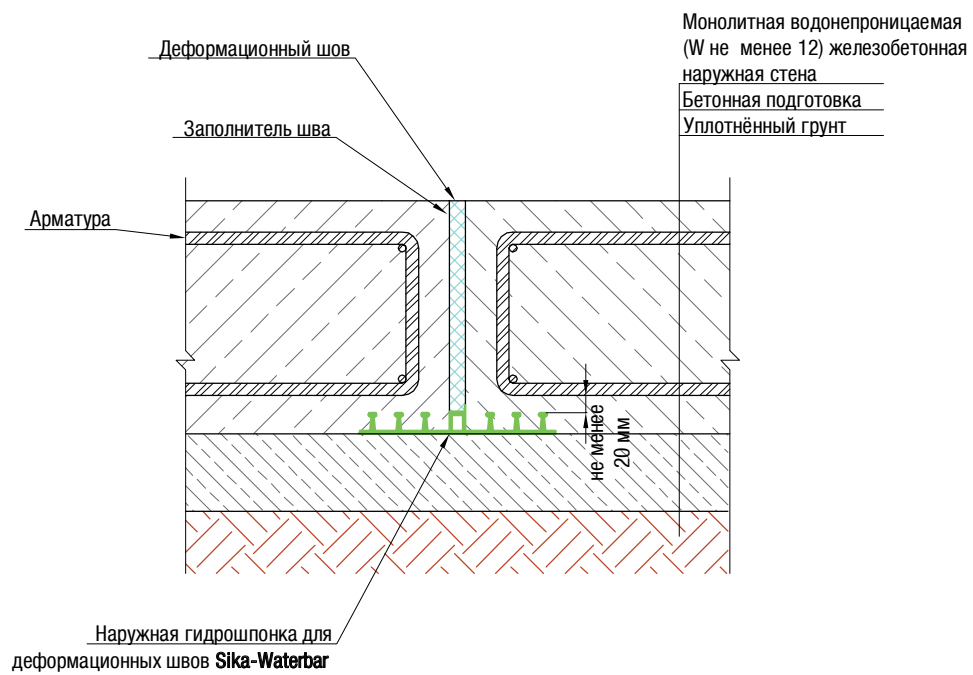 Монолитная водонепроницаемая
(W не менее 12) железобетонная
наружная стена
Бетонная подготовка
Уплотнённый грунт
Деформационный шов
Заполнитель шва
Арматура
не менее
20 мм
Наружная гидрошпонка для
деформационных швов Sika-Waterbar